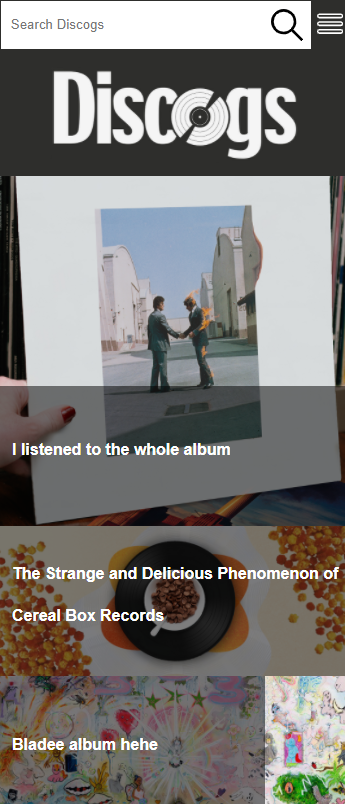 Search Discogs
Discogs
I listened to the whole album
The Strange and Delicious Phenomenon of
Cereal Box Records
Bladee album hehe